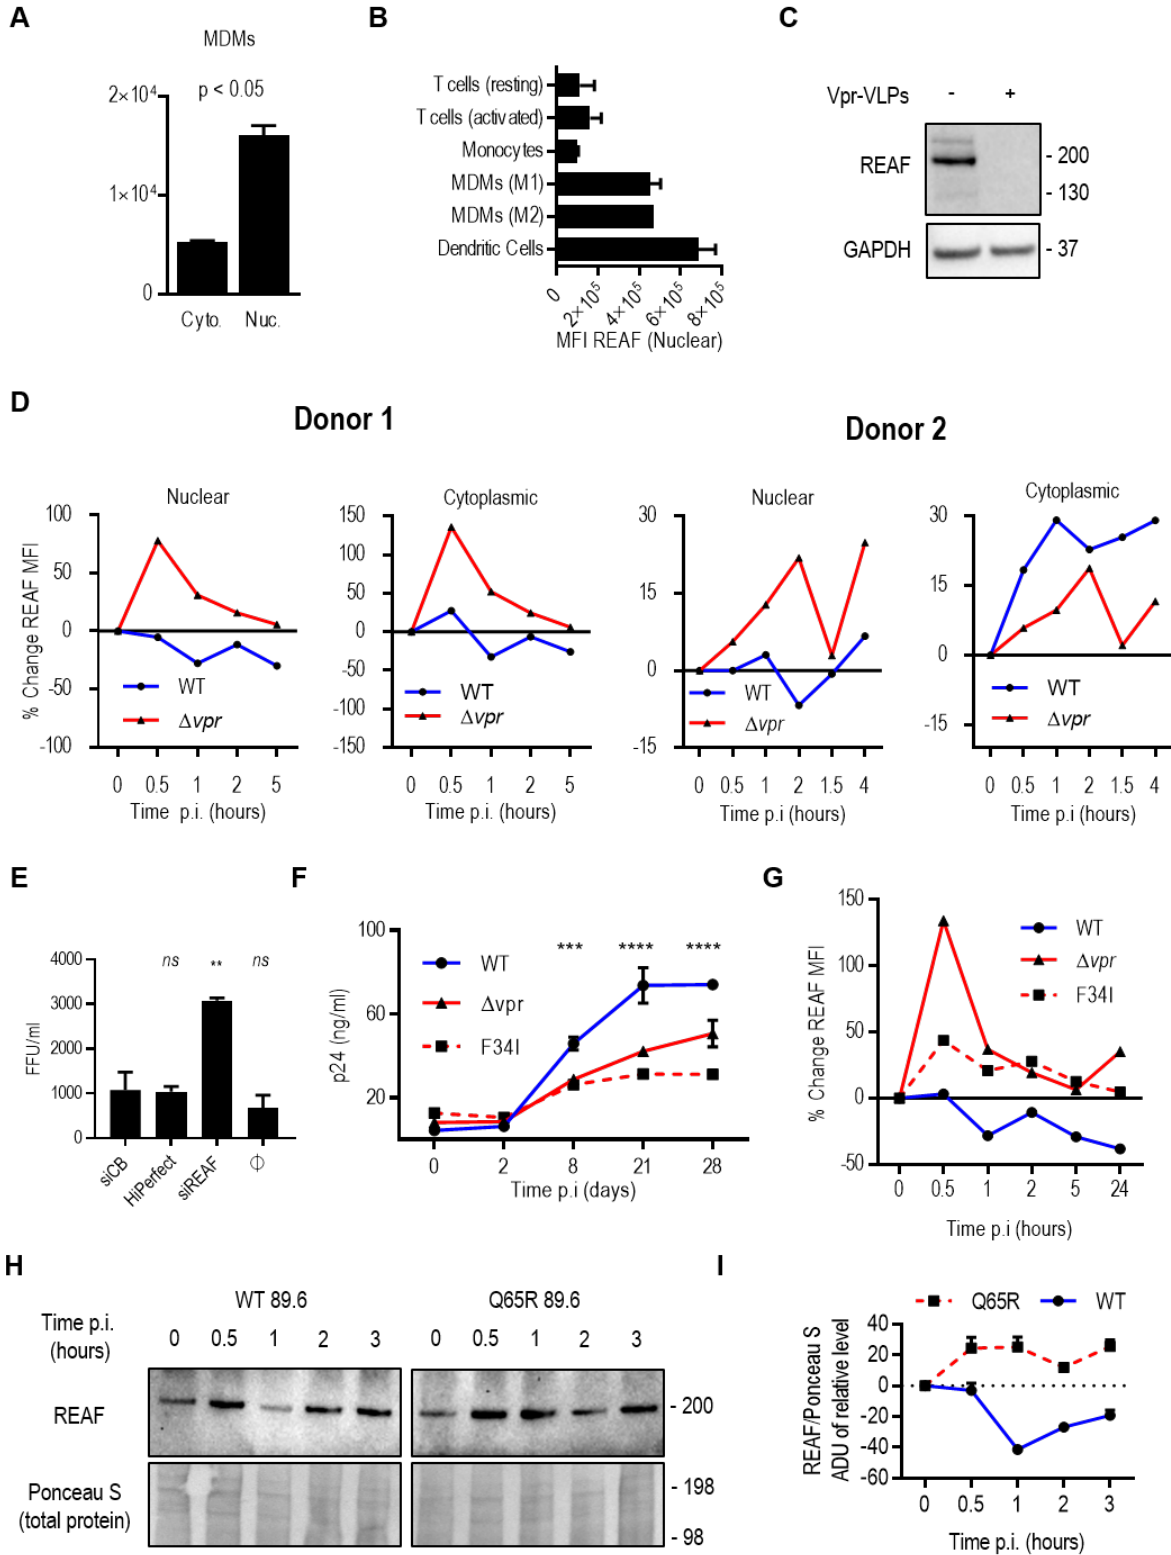 A
MDMs
p < 0.05
2×10⁴
1×10⁴
0
Cyto. Nuc.
B
T cells (resting)
T cells (activated)
Monocytes
MDMs (M1)
MDMs (M2)
Dendritic Cells
0 2×10⁵ 4×10⁵ 6×10⁵ 8×10⁵
MFI REAF (Nuclear)
C
Vpr-VLPs - +
REAF
- 200
- 130
GAPDH
- 37
D
Donor 1
Donor 2
Nuclear
% Change REAF MFI
100
50
0
-50
-100
WT
Δvpr
0 0.5 1 2 5
Time p.i. (hours)
Cytoplasmic
150
100
50
0
-50
-100
-150
WT
Δvpr
0 0.5 1 2 5
Time p.i. (hours)
Nuclear
30
15
0
-15
WT
Δvpr
0 0.5 1 2 1.5 4
Time p.i (hours)
Cytoplasmic
30
15
0
-15
WT
Δvpr
0 0.5 1 2 1.5 4
Time p.i (hours)
E
FFU/ml
4000
3000
2000
1000
0
ns ** ns
siCB HiPerfect siREAF Φ
F
p24 (ng/ml)
100
60
20
*** **** ****
WT
Δvpr
F34I
0 2 8 21 28
Time p.i (days)
G
% Change REAF MFI
150
100
50
0
-50
WT
Δvpr
F34I
0 0.5 1 2 5 24
Time p.i (hours)
H
WT 89.6
Q65R 89.6
Time p.i.
(hours)
0 0.5 1 2 3
0 0.5 1 2 3
REAF
- 200
Ponceau S
(total protein)
- 198
- 98
I
Q65R WT
REAF/Ponceau S
ADU of relative level
40
20
0
-20
-40
-60
0 0.5 1 2 3
Time p.i. (hours)